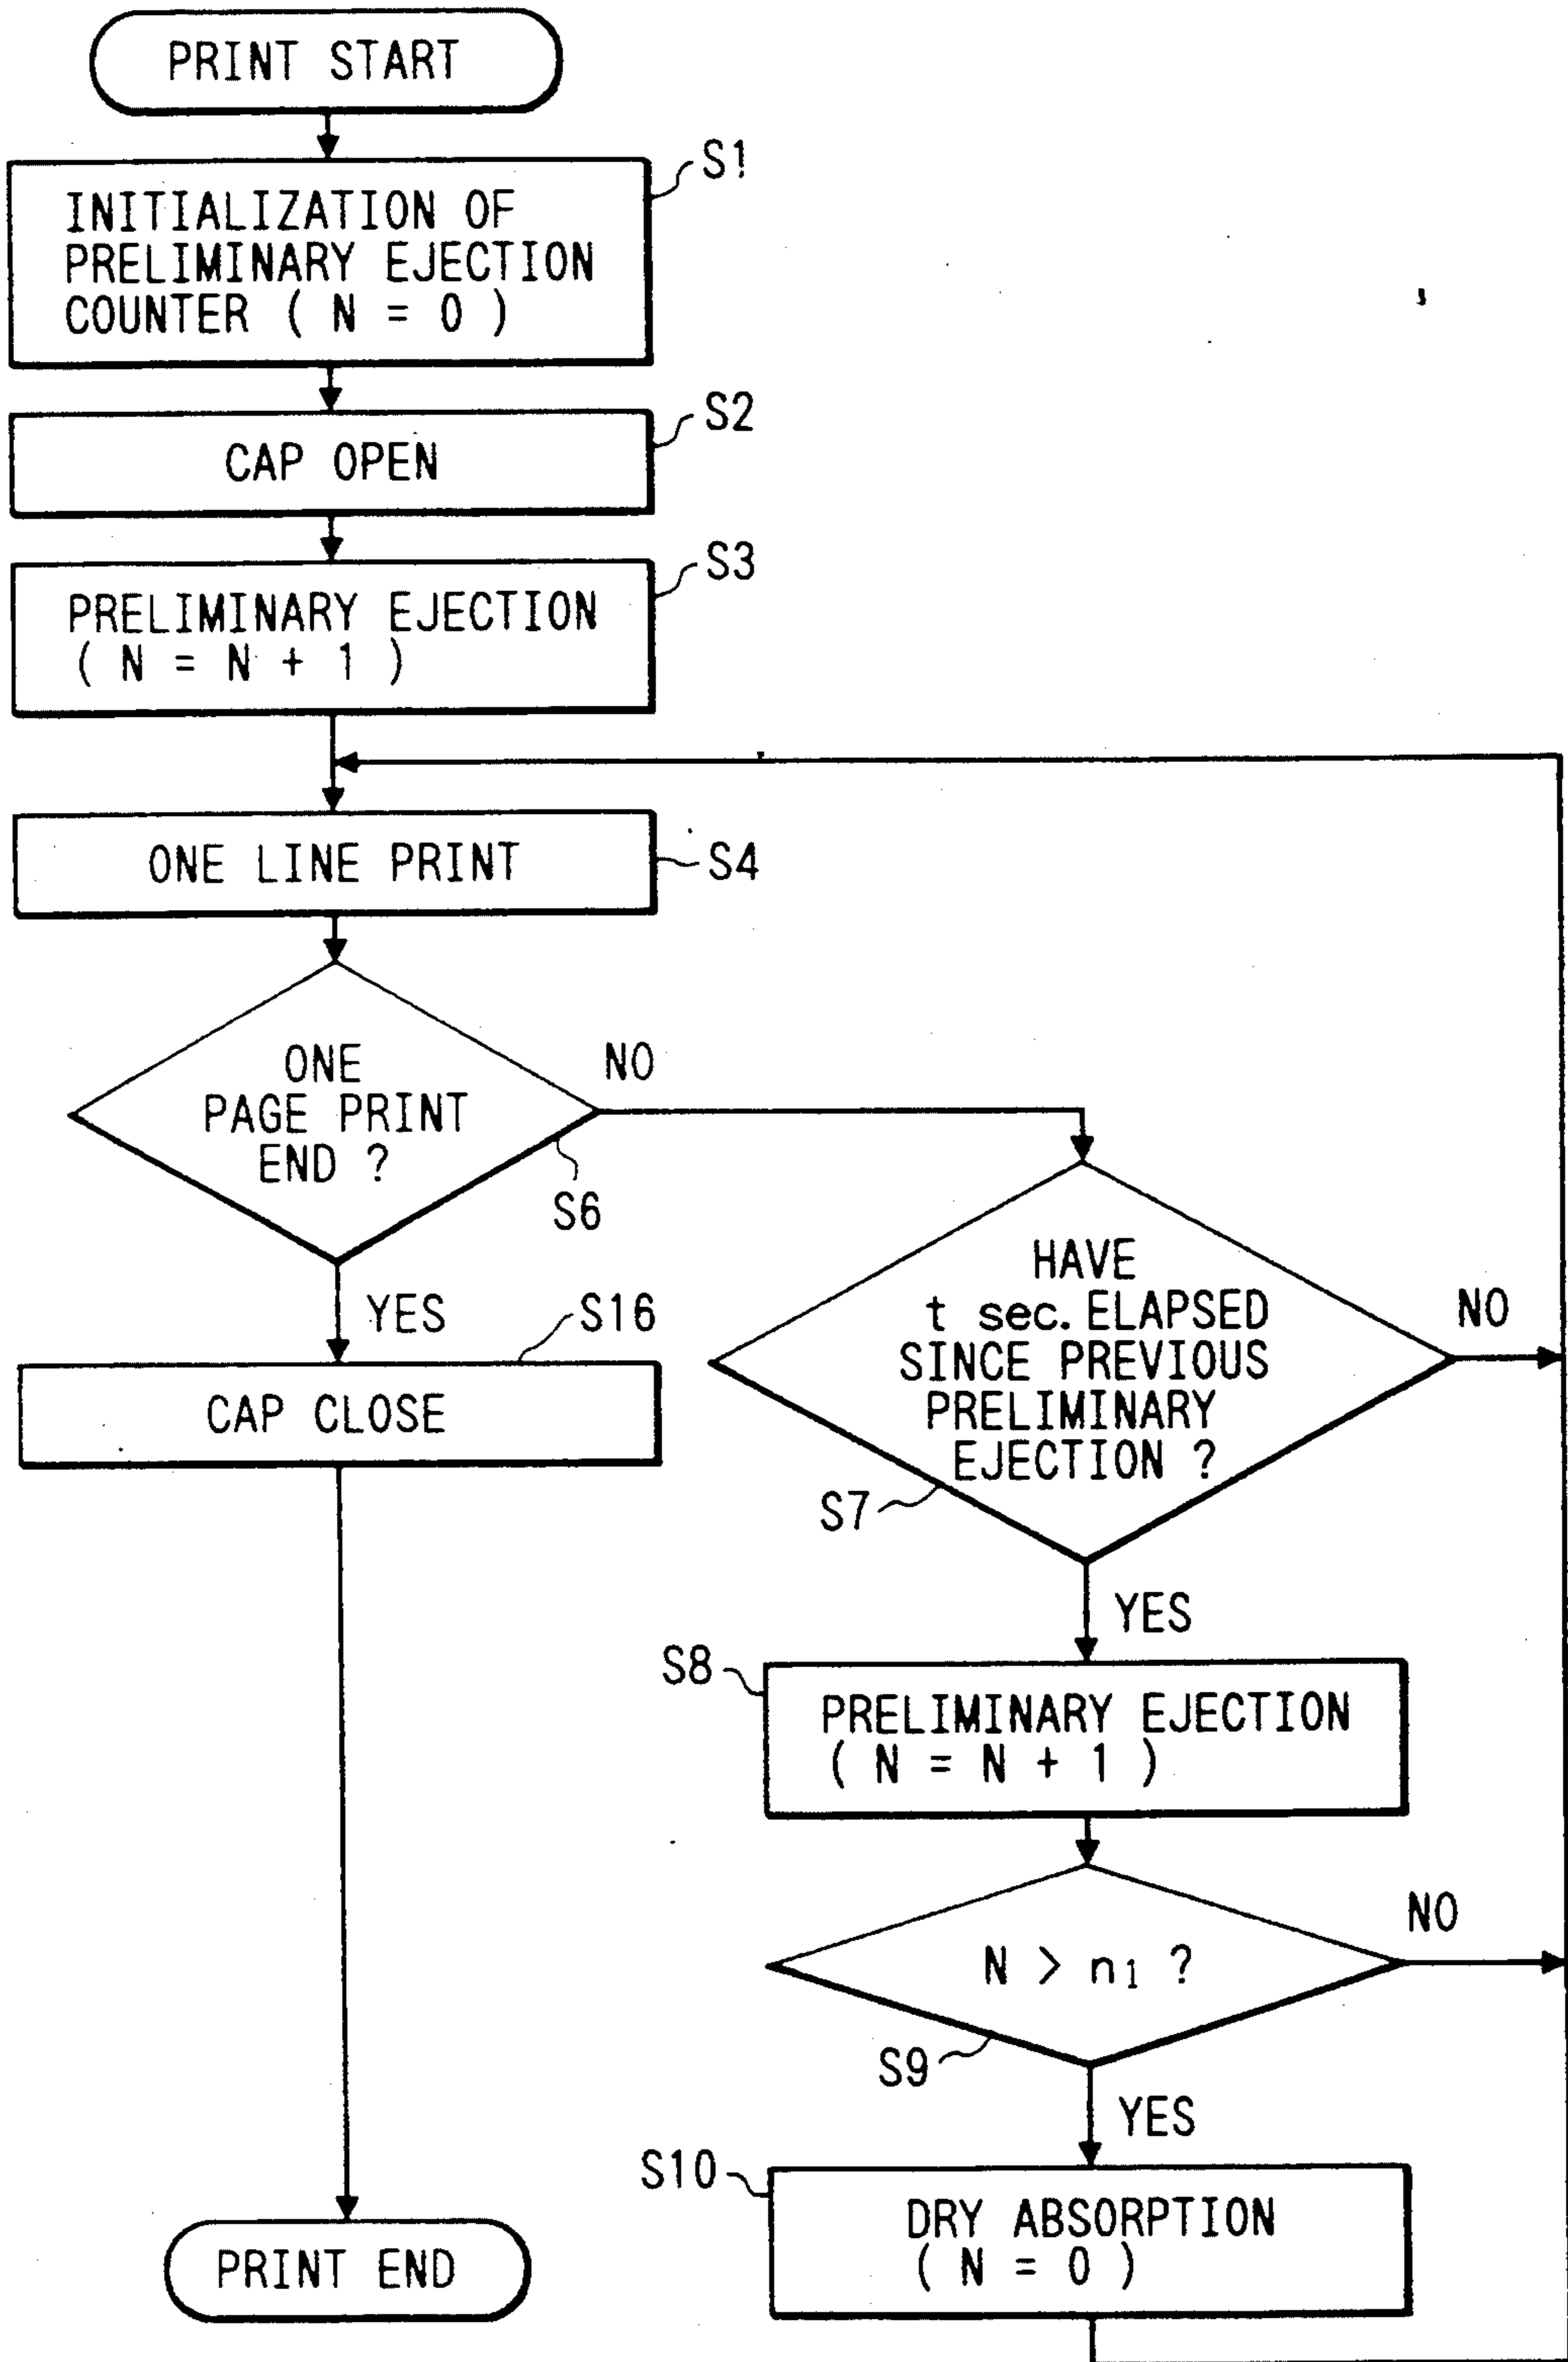 PRINT START
S1
INITIALIZATION OF
PRELIMINARY EJECTION
COUNTER ( N = 0 )
S2
CAP OPEN
S3
PRELIMINARY EJECTION
( N = N + 1 )
ONE LINE PRINT
S4
ONE
PAGE PRINT
END ?
NO
S6
YES
S16
CAP CLOSE
HAVE
t sec. ELAPSED
SINCE PREVIOUS
PRELIMINARY
EJECTION ?
NO
S7
YES
S8
PRELIMINARY EJECTION
( N = N + 1 )
N > n1 ?
NO
S9
YES
S10
DRY ABSORPTION
( N = 0 )
PRINT END